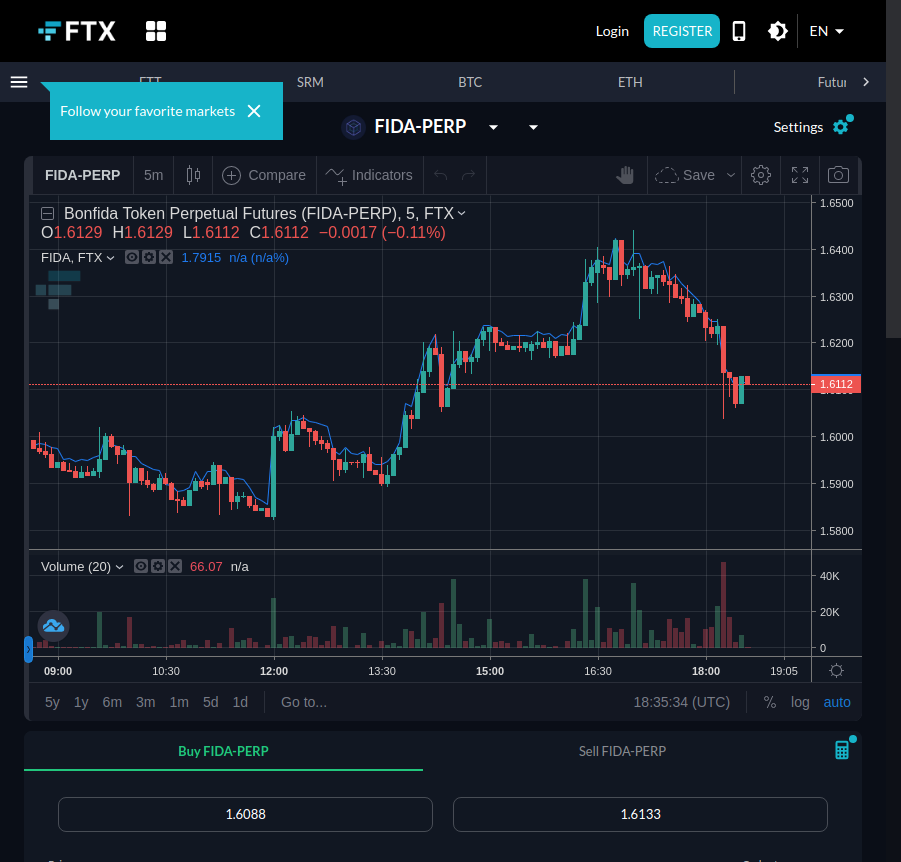 FTX
Login REGISTER EN
FTT SRM BTC ETH Futur
Follow your favorite markets
FIDA-PERP
Settings
FIDA-PERP 5m Compare Indicators Save
Bonfida Token Perpetual Futures (FIDA-PERP), 5, FTX
O1.6129 H1.6129 L1.6112 C1.6112 −0.0017 (−0.11%)
FIDA, FTX 1.7915 n/a (n/a%)
1.6500
1.6400
1.6300
1.6200
1.6112
1.6000
1.5900
1.5800
Volume (20) 66.07 n/a
40K
20K
0
09:00 10:30 12:00 13:30 15:00 16:30 18:00 19:05
5y 1y 6m 3m 1m 5d 1d Go to... 18:35:34 (UTC) % log auto
Buy FIDA-PERP Sell FIDA-PERP
1.6088 1.6133